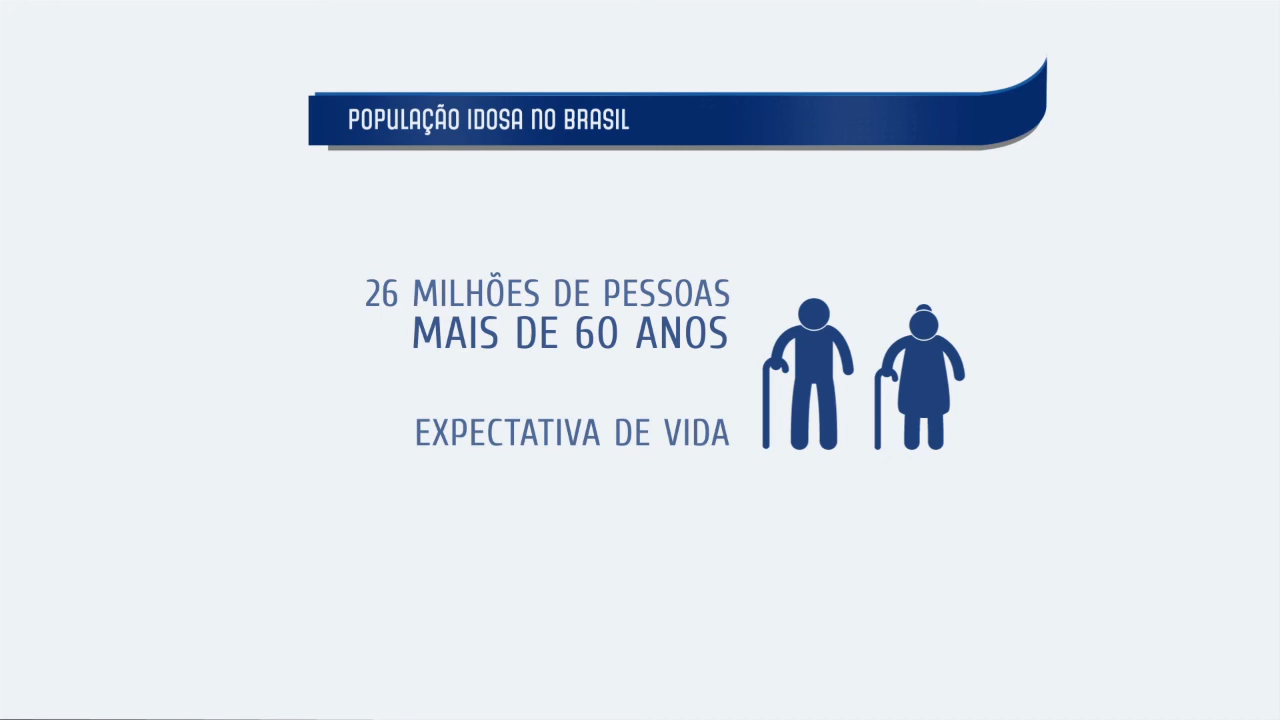 POPULAÇÃO IDOSA NO BRASIL
26 MILHÕES DE PESSOAS
MAIS DE 60 ANOS
EXPECTATIVA DE VIDA